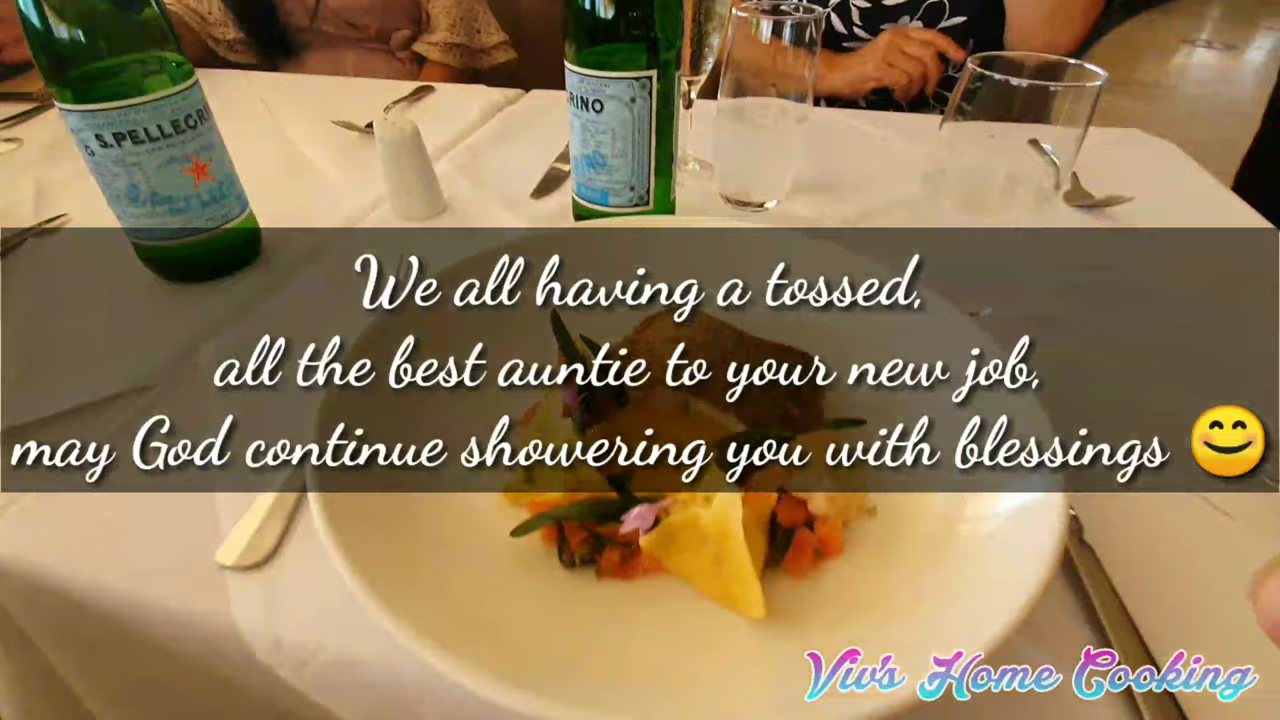 S.PELLEGRI
RINO
We all having a tossed,
all the best auntie to your new job,
may God continue showering you with blessings 😊
Viv's Home Cooking